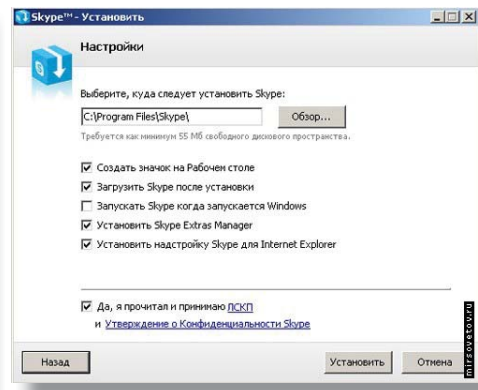 Skype™ - Установить
Настройки
Выберите, куда следует установить Skype:
C:\Program Files\Skype\
Обзор...
Требуется как минимум 55 Мб свободного дискового пространства.
Создать значок на Рабочем столе
Загрузить Skype после установки
Запускать Skype когда запускается Windows
Установить Skype Extras Manager
Установить надстройку Skype для Internet Explorer
Да, я прочитал и принимаю ЛСКП
и Утверждение о Конфиденциальности Skype
Назад
Установить
Отмена
mirsovetov.ru